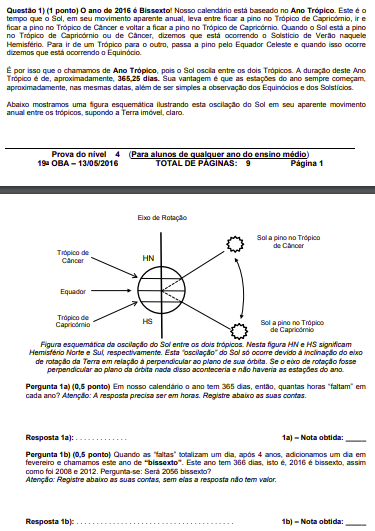 Questão 1) (1 ponto) O ano de 2016 é Bissexto! Nosso calendário está baseado no Ano Trópico. Este é o
tempo que o Sol, em seu movimento aparente anual, leva entre ficar a pino no Trópico de Capricórnio, ir e
ficar a pino no Trópico de Câncer e voltar a ficar a pino no Trópico de Capricórnio. Quando o Sol está a pino
no Trópico de Capricórnio ou de Câncer, dizemos que está ocorrendo o Solstício de Verão naquele
Hemisfério. Para ir de um Trópico para o outro, passa a pino pelo Equador Celeste e quando isso ocorre
dizemos que está ocorrendo o Equinócio.
É por isso que o chamamos de Ano Trópico, pois o Sol oscila entre os dois Trópicos. A duração deste Ano
Trópico é de, aproximadamente, 365,25 dias. Sua vantagem é que as estações do ano sempre começam,
aproximadamente, nas mesmas datas, além de ser simples a observação dos Equinócios e dos Solstícios.
Abaixo mostramos uma figura esquemática ilustrando esta oscilação do Sol em seu aparente movimento
anual entre os trópicos, supondo a Terra imóvel, claro.
Prova do nível 4 (Para alunos de qualquer ano do ensino médio)
19ª OBA – 13/05/2016 TOTAL DE PÁGINAS: 9 Página 1
Eixo de Rotação
Sol a pino no Trópico
de Câncer
Trópico de
Câncer
HN
Equador
Trópico de
Capricórnio
HS
Sol a pino no Trópico
de Capricórnio
Figura esquemática da oscilação do Sol entre os dois trópicos. Nesta figura HN e HS significam
Hemisfério Norte e Sul, respectivamente. Esta "oscilação" do Sol só ocorre devido à inclinação do eixo
de rotação da Terra em relação à perpendicular ao plano de sua órbita. Se o eixo de rotação fosse
perpendicular ao plano da órbita nada disso aconteceria e não haveria as estações do ano.
Pergunta 1a) (0,5 ponto) Em nosso calendário o ano tem 365 dias, então, quantas horas "faltam" em
cada ano? Atenção: A resposta precisa ser em horas. Registre abaixo as suas contas.
Resposta 1a): . . . . . . . . . . . . . 1a) – Nota obtida: _____
Pergunta 1b) (0,5 ponto) Quando as "faltas" totalizam um dia, após 4 anos, adicionamos um dia em
fevereiro e chamamos este ano de "bissexto". Este ano tem 366 dias, isto é, 2016 é bissexto, assim
como foi 2008 e 2012. Pergunta-se: Será 2056 bissexto?
Atenção: Registre abaixo as suas contas, sem elas a resposta não tem valor.
Resposta 1b): . . . . . . . . . . . . . . . . . . . . . . . . . . . . . . . . . 1b) – Nota obtida: _____